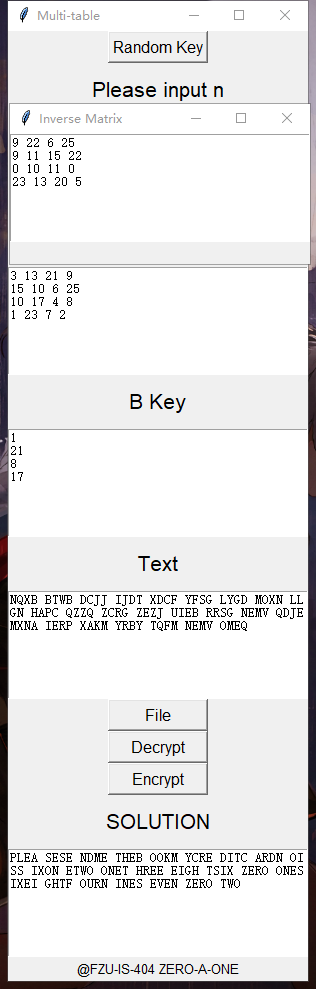 Multi-table
Random Key
Please input n
Inverse Matrix
9 22 6 25
9 11 15 22
0 10 11 0
23 13 20 5
3 13 21 9
15 10 6 25
10 17 4 8
1 23 7 2
B Key
1
21
8
17
Text
NQXB BTWB DCJJ IJDT XDCF YFSG LYGD MOXN LL
GN HAPC QZZQ ZCRG ZEZJ UIEB RRSG NEMV QDJE
MXNA IERP XAKM YRBY TQFM NEMV OMEQ
File
Decrypt
Encrypt
SOLUTION
PLEA SESE NDME THEB OOKM YCRE DITC ARDN OI
SS IXON ETWO ONET HREE EIGH TSIX ZERO ONES
IXEI GHTF OURN INES EVEN ZERO TWO
@FZU-IS-404 ZERO-A-ONE